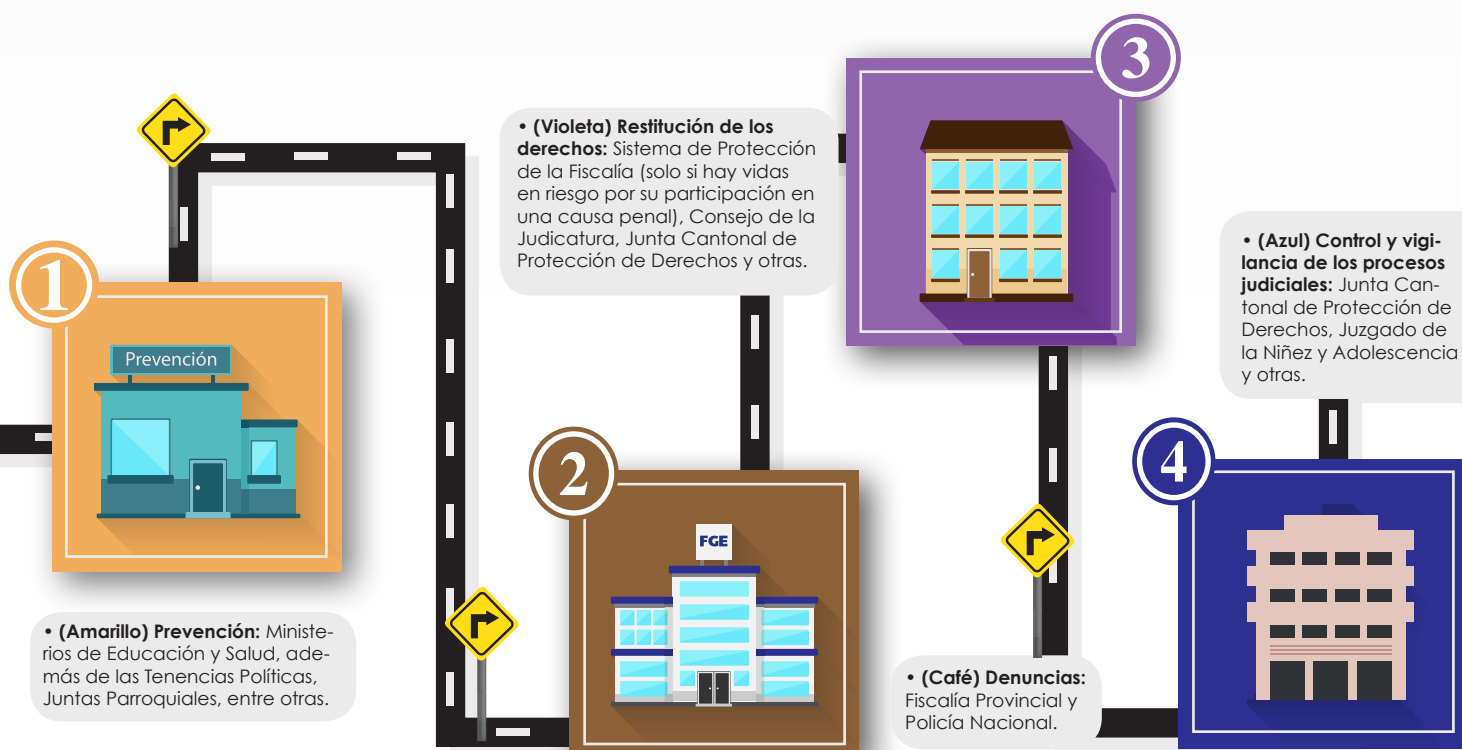 1
Prevención
• (Amarillo) Prevención: Ministe-
rios de Educación y Salud, ade-
más de las Tenencias Políticas,
Juntas Parroquiales, entre otras.
2
FGE
• (Café) Denuncias:
Fiscalía Provincial y
Policía Nacional.
3
• (Violeta) Restitución de los
derechos: Sistema de Protección
de la Fiscalía (solo si hay vidas
en riesgo por su participación en
una causa penal), Consejo de la
Judicatura, Junta Cantonal de
Protección de Derechos y otras.
4
• (Azul) Control y vigi-
lancia de los procesos
judiciales: Junta Can-
tonal de Protección de
Derechos, Juzgado de
la Niñez y Adolescencia
y otras.